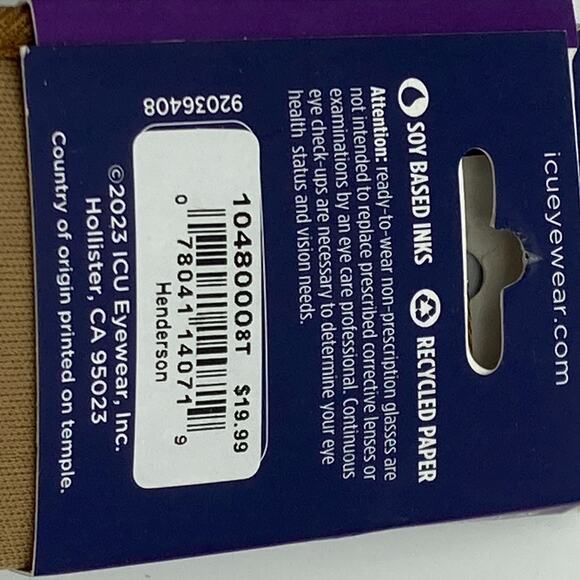 icueyewear.com
SOY BASED INKS RECYCLED PAPER
Attention: ready-to-wear non-prescription glasses are
not intended to replace prescribed corrective lenses or
examinations by an eye care professional. Continuous
eye check-ups are necessary to determine your eye
health status and vision needs.
10480008T $19.99
0 78041 14071 9
Henderson
92036408
©2023 ICU Eyewear, Inc.
Hollister, CA 95023
Country of origin printed on temple.